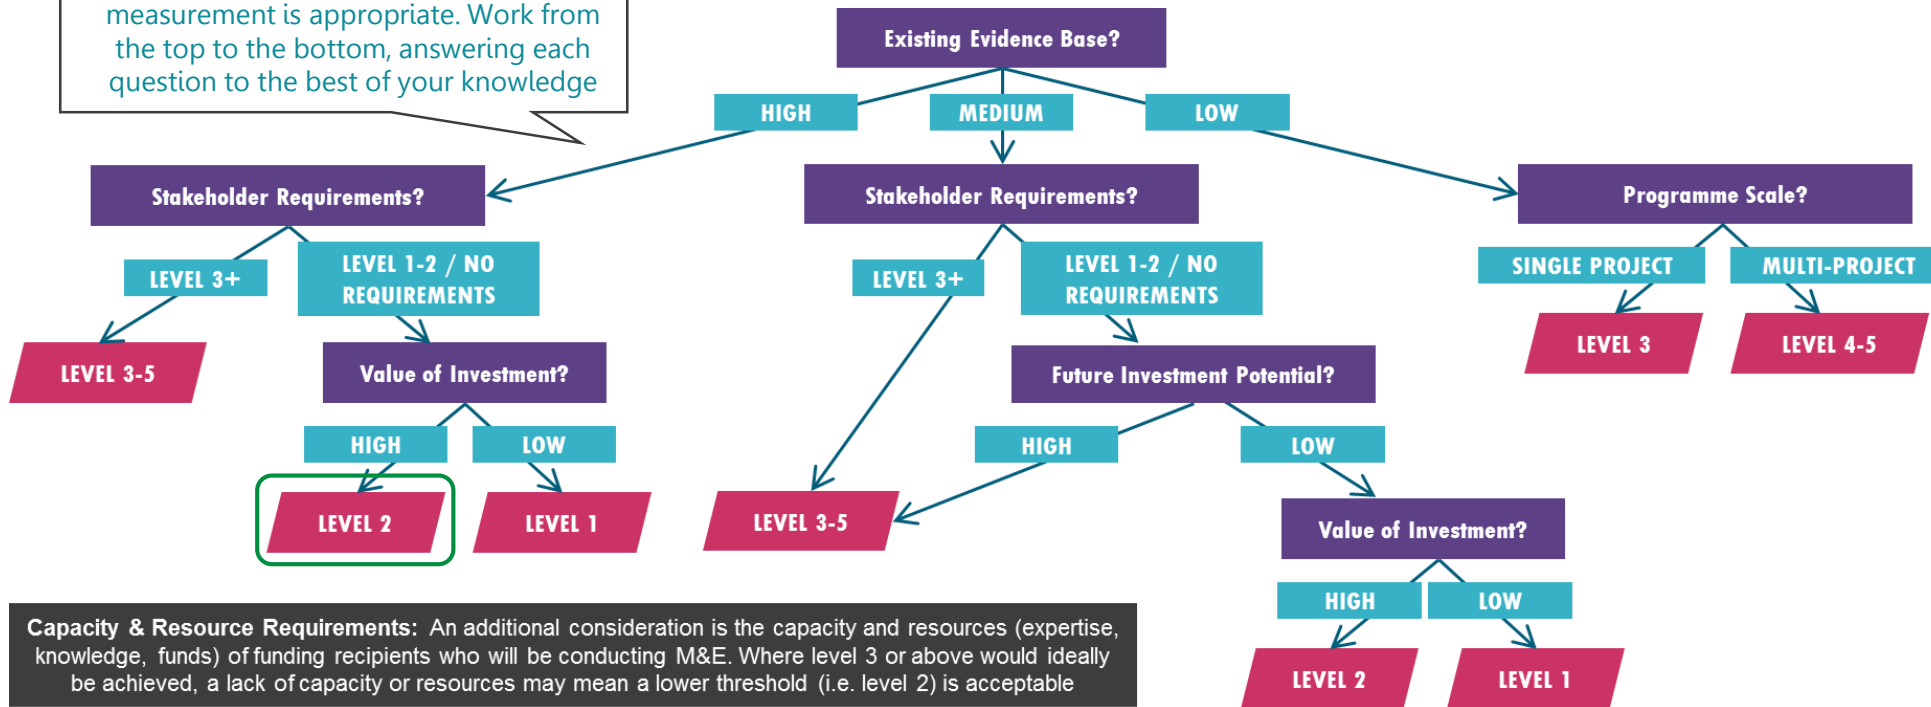 measurement is appropriate. Work from
the top to the bottom, answering each
question to the best of your knowledge
Existing Evidence Base?
HIGH
MEDIUM
LOW
Stakeholder Requirements?
Stakeholder Requirements?
Programme Scale?
LEVEL 3+
LEVEL 1-2 / NO
REQUIREMENTS
LEVEL 3+
LEVEL 1-2 / NO
REQUIREMENTS
SINGLE PROJECT
MULTI-PROJECT
LEVEL 3-5
Value of Investment?
Future Investment Potential?
LEVEL 3
LEVEL 4-5
HIGH
LOW
HIGH
LOW
LEVEL 2
LEVEL 1
LEVEL 3-5
Value of Investment?
HIGH
LOW
LEVEL 2
LEVEL 1
Capacity & Resource Requirements: An additional consideration is the capacity and resources (expertise,
knowledge, funds) of funding recipients who will be conducting M&E. Where level 3 or above would ideally
be achieved, a lack of capacity or resources may mean a lower threshold (i.e. level 2) is acceptable